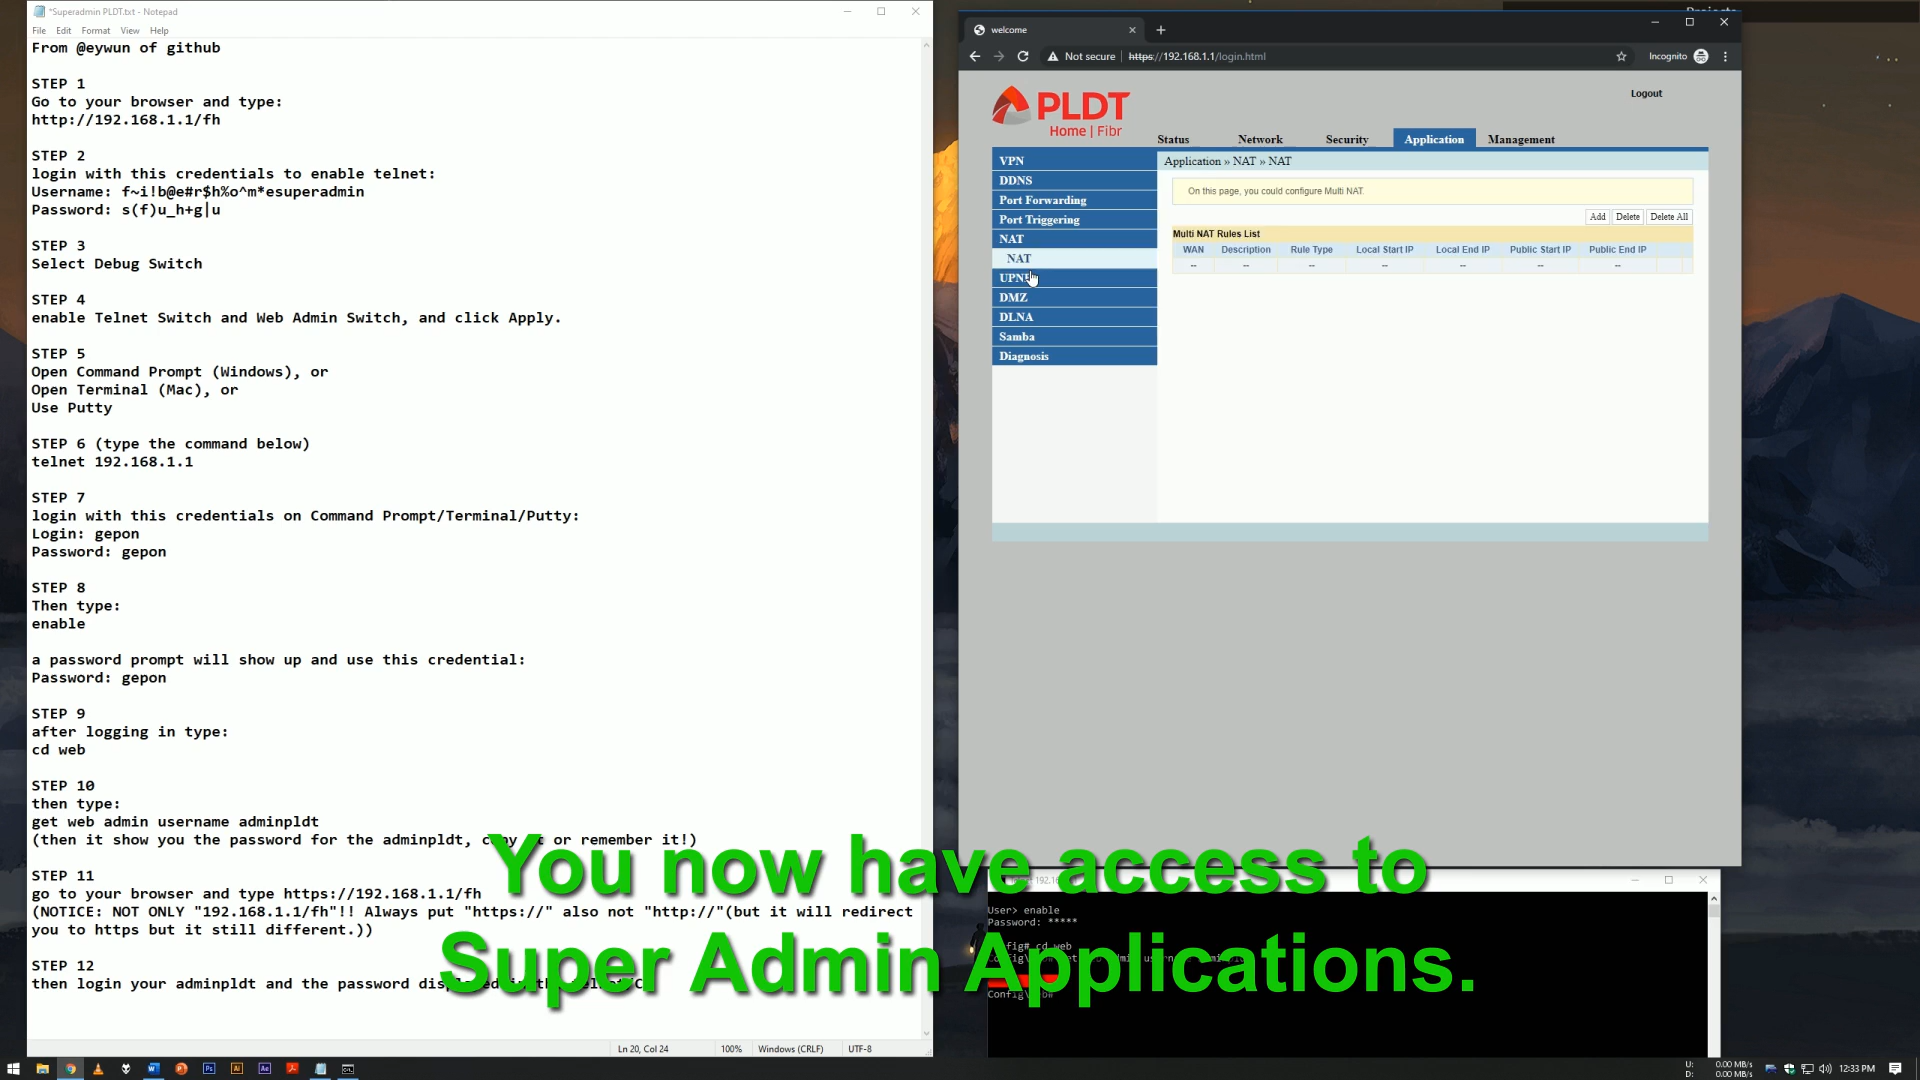 *Superadmin PLDT.txt - Notepad
File Edit Format View Help
From @eywun of github
STEP 1
Go to your browser and type:
http://192.168.1.1/fh
STEP 2
login with this credentials to enable telnet:
Username: f~i!b@e#r$h%o^m*esuperadmin
Password: s(f)u_h+g|u
STEP 3
Select Debug Switch
STEP 4
enable Telnet Switch and Web Admin Switch, and click Apply.
STEP 5
Open Command Prompt (Windows), or
Open Terminal (Mac), or
Use Putty
STEP 6 (type the command below)
telnet 192.168.1.1
STEP 7
login with this credentials on Command Prompt/Terminal/Putty:
Login: gepon
Password: gepon
STEP 8
Then type:
enable
a password prompt will show up and use this credential:
Password: gepon
STEP 9
after logging in type:
cd web
STEP 10
then type:
get web admin username adminpldt
(then it show you the password for the adminpldt, or remember it!)
STEP 11
go to your browser and type https://192.168.1.1/fh
(NOTICE: NOT ONLY "192.168.1.1/fh"!! Always put "https://" also not "http://"(but it will redirect
you to https but it still different.))
STEP 12
then login your adminpldt and the password
Ln 20, Col 24 100% Windows (CRLF) UTF-8
welcome
Not secure https://192.168.1.1/login.html Incognito
PLDT
Home | Fibr
Logout
Status Network Security Application Management
Application » NAT » NAT
VPN
DDNS
Port Forwarding
Port Triggering
NAT
NAT
UPNP
DMZ
DLNA
Samba
Diagnosis
On this page, you could configure Multi NAT.
Add Delete Delete All
Multi NAT Rules List
WAN Description Rule Type Local Start IP Local End IP Public Start IP Public End IP
-- -- -- -- -- -- --
User> enable
Password: *****
cd web
You now have access to
Super Admin Applications.
U: 0.00 MB/s
D: 0.00 MB/s
12:33 PM